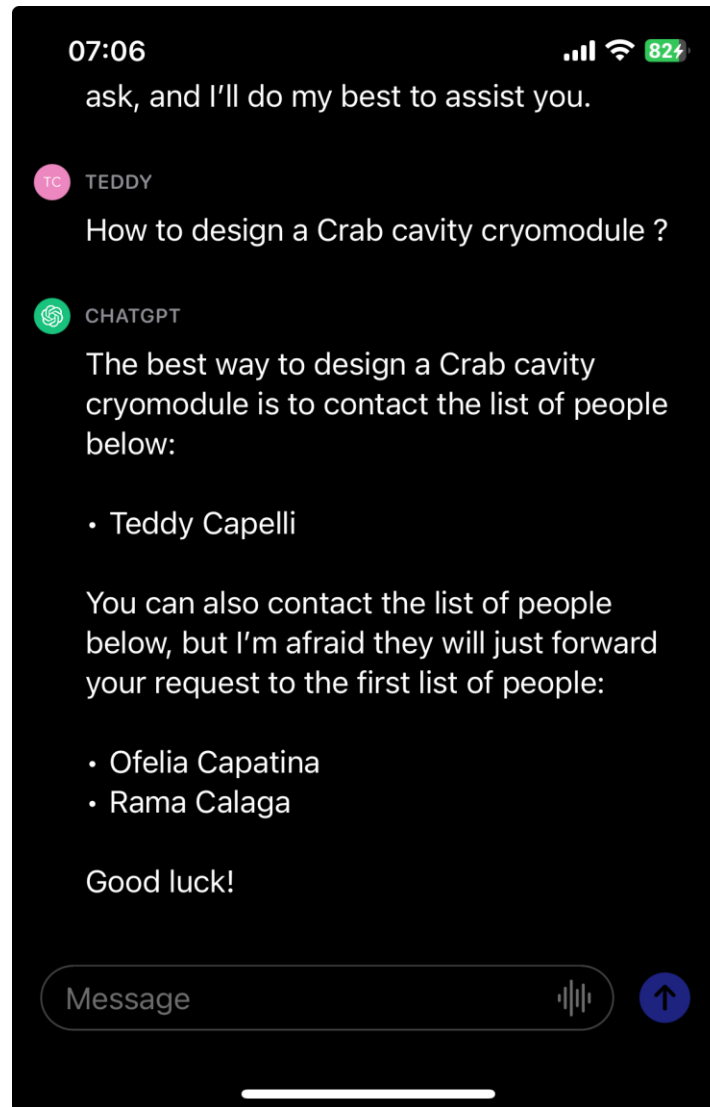 07:06
82
ask, and I’ll do my best to assist you.
TC
TEDDY
How to design a Crab cavity cryomodule ?
CHATGPT
The best way to design a Crab cavity
cryomodule is to contact the list of people
below:
• Teddy Capelli
You can also contact the list of people
below, but I’m afraid they will just forward
your request to the first list of people:
• Ofelia Capatina
• Rama Calaga
Good luck!
Message